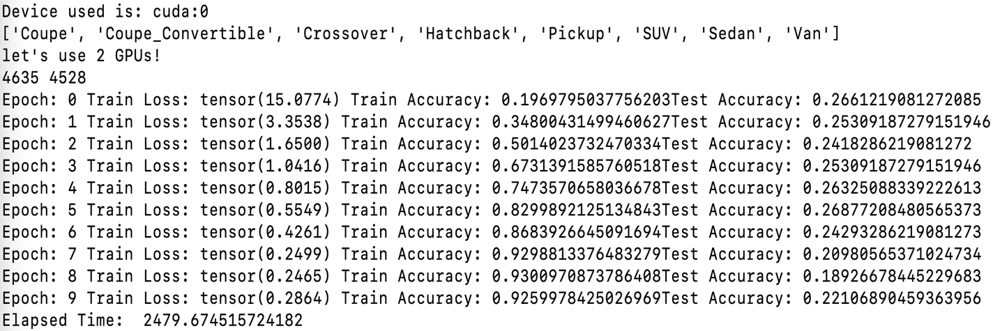 Device used is: cuda:0
['Coupe', 'Coupe_Convertible', 'Crossover', 'Hatchback', 'Pickup', 'SUV', 'Sedan', 'Van']
let's use 2 GPUs!
4635 4528
Epoch: 0 Train Loss: tensor(15.0774) Train Accuracy: 0.1969795037756203Test Accuracy: 0.2661219081272085
Epoch: 1 Train Loss: tensor(3.3538) Train Accuracy: 0.34800431499460627Test Accuracy: 0.25309187279151946
Epoch: 2 Train Loss: tensor(1.6500) Train Accuracy: 0.5014023732470334Test Accuracy: 0.2418286219081272
Epoch: 3 Train Loss: tensor(1.0416) Train Accuracy: 0.6731391585760518Test Accuracy: 0.25309187279151946
Epoch: 4 Train Loss: tensor(0.8015) Train Accuracy: 0.7473570658036678Test Accuracy: 0.26325088339222613
Epoch: 5 Train Loss: tensor(0.5549) Train Accuracy: 0.8299892125134843Test Accuracy: 0.26877208480565373
Epoch: 6 Train Loss: tensor(0.4261) Train Accuracy: 0.8683926645091694Test Accuracy: 0.24293286219081273
Epoch: 7 Train Loss: tensor(0.2499) Train Accuracy: 0.9298813376483279Test Accuracy: 0.20980565371024734
Epoch: 8 Train Loss: tensor(0.2465) Train Accuracy: 0.9300970873786408Test Accuracy: 0.18926678445229683
Epoch: 9 Train Loss: tensor(0.2864) Train Accuracy: 0.9259978425026969Test Accuracy: 0.22106890459363956
Elapsed Time:  2479.674515724182